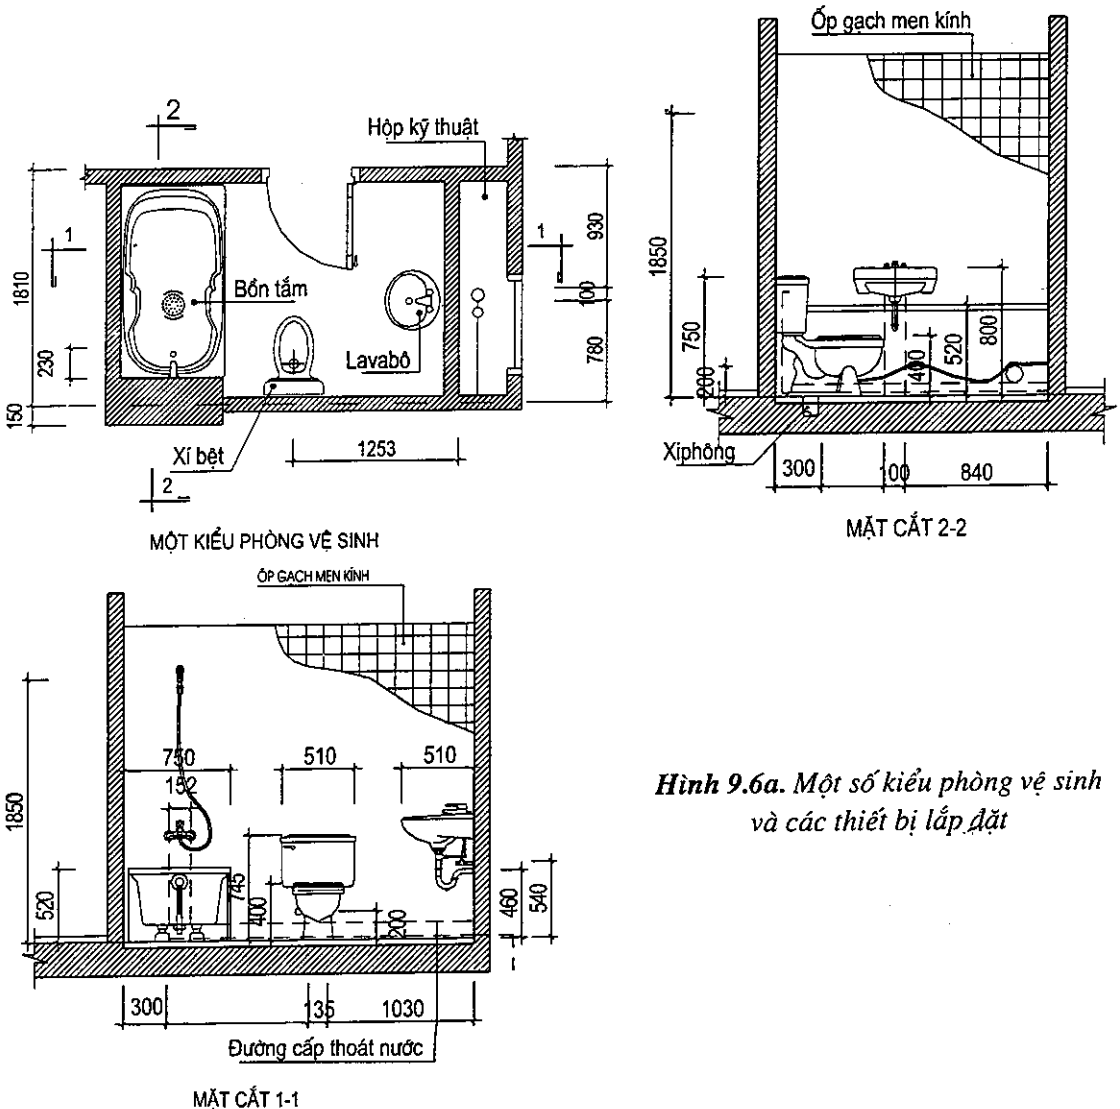 2
Hộp kỹ thuật
1
1
1810
230
150
Bồn tắm
Lavabô
930
100
780
Xí bệt
1253
2
MỘT KIỂU PHÒNG VỆ SINH
Ốp gạch men kính
1850
750
200
400
520
800
Xiphông
300
100
840
MẶT CẮT 2-2
ỐP GẠCH MEN KÍNH
1850
520
750
510
510
152
745
400
200
460
540
300
135
1030
Đường cấp thoát nước
MẶT CẮT 1-1
Hình 9.6a. Một số kiểu phòng vệ sinh
và các thiết bị lắp đặt